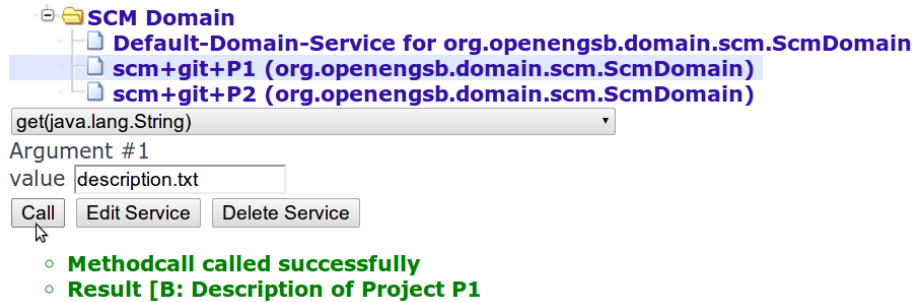 SCM Domain
Default-Domain-Service for org.openengsb.domain.scm.ScmDomain
scm+git+P1 (org.openengsb.domain.scm.ScmDomain)
scm+git+P2 (org.openengsb.domain.scm.ScmDomain)
get(java.lang.String)
Argument #1
value description.txt
Call Edit Service Delete Service
Methodcall called successfully
Result [B: Description of Project P1